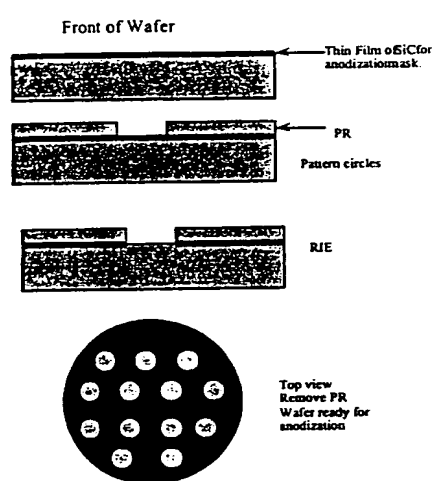 Front of Wafer
Thin Film ofSiCfor
anodizationmask.
PR
Pattern circles
RIE
Top view
Remove PR
Wafer ready for
anodization